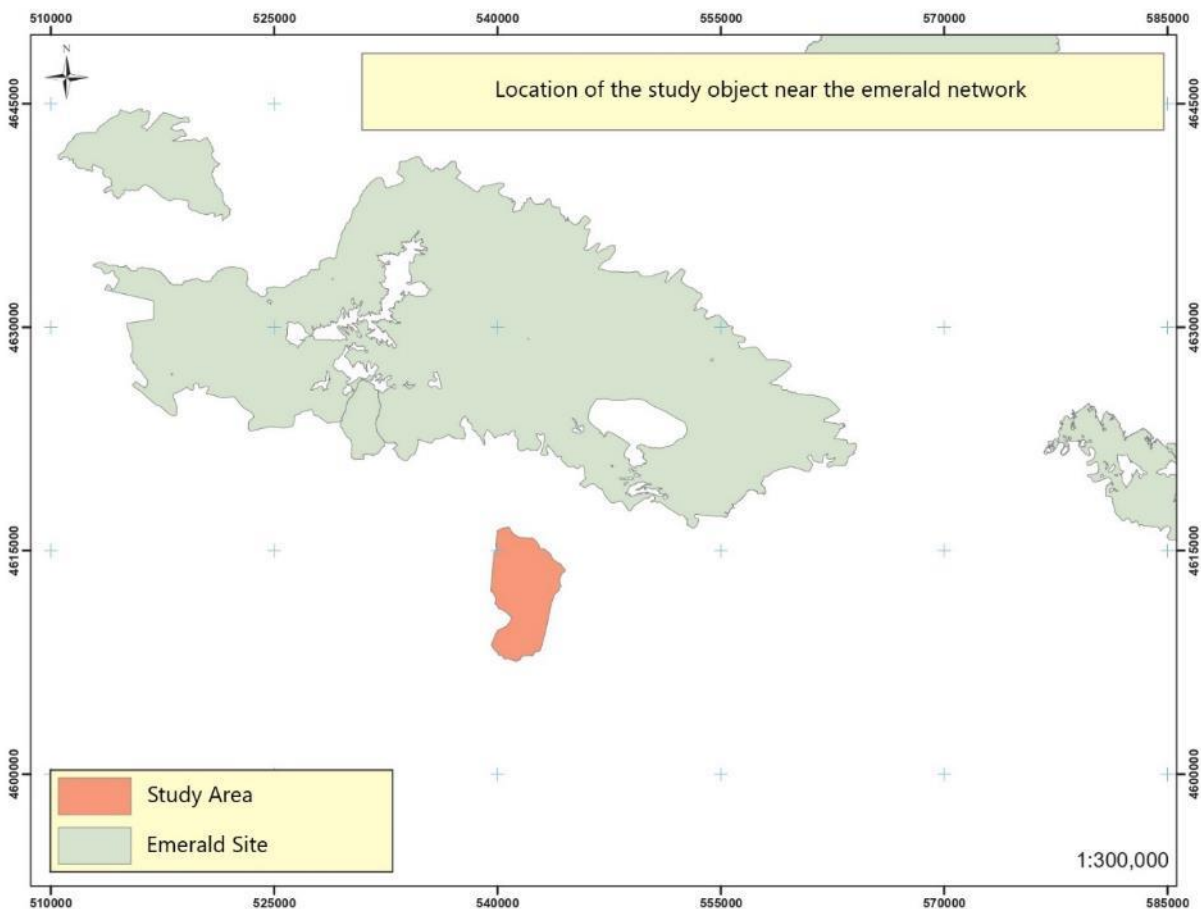 510000 525000 540000 555000 570000 585000
N
Location of the study object near the emerald network
4645000 4645000
4630000 4630000
4615000 4615000
4600000 4600000
Study Area
Emerald Site
1:300,000
510000 525000 540000 555000 570000 585000